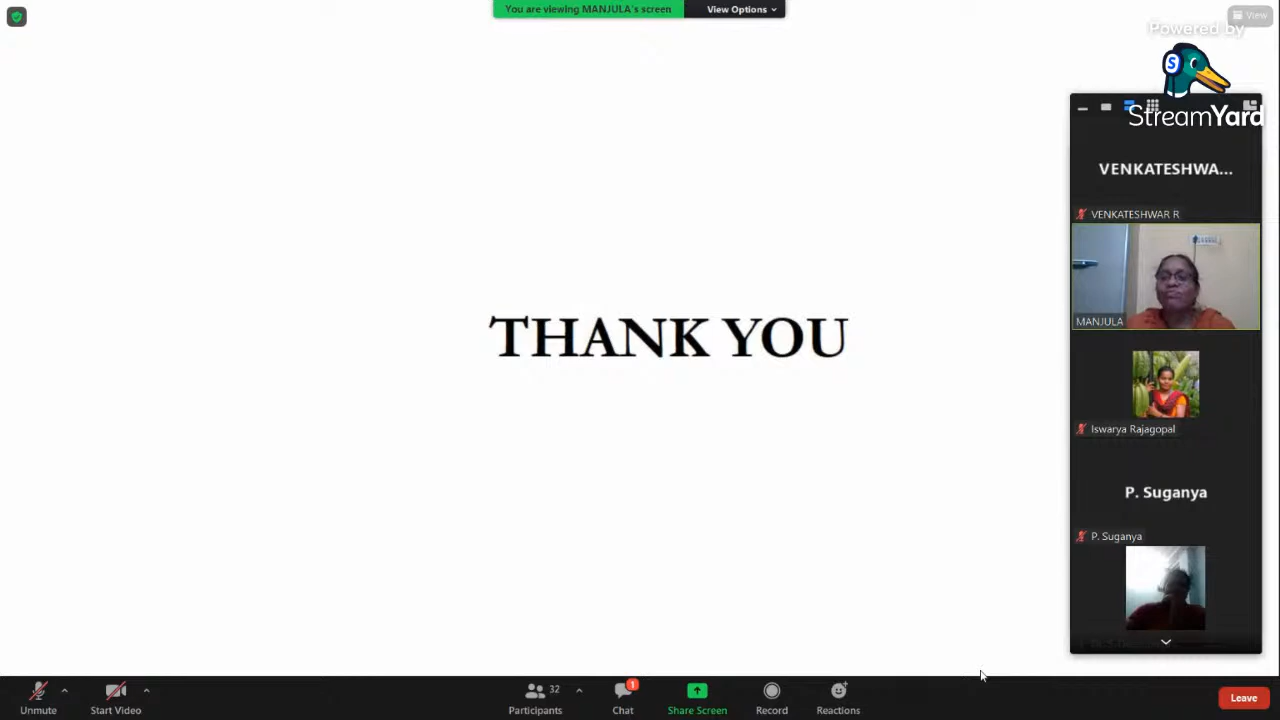 You are viewing MANJULA's screen
View Options
View
Powered by
StreamYard
VENKATESHWA...
VENKATESHWAR R
MANJULA
THANK YOU
Iswarya Rajagopal
P. Suganya
P. Suganya
Unmute
Start Video
32
Participants
1
Chat
Share Screen
Record
Reactions
Leave